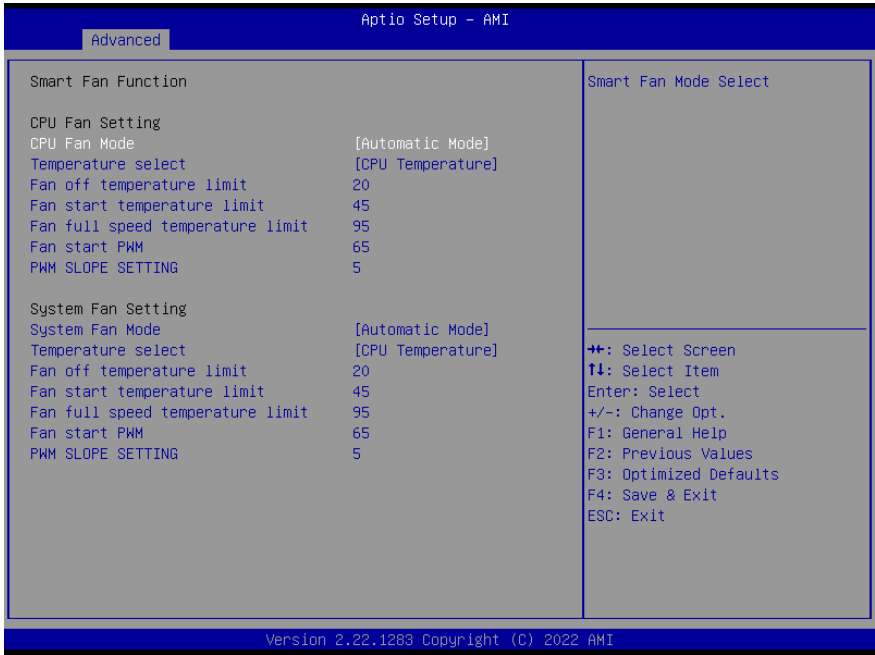 Aptio Setup – AMI
Advanced
Smart Fan Function
CPU Fan Setting
CPU Fan Mode [Automatic Mode]
Temperature select [CPU Temperature]
Fan off temperature limit 20
Fan start temperature limit 45
Fan full speed temperature limit 95
Fan start PWM 65
PWM SLOPE SETTING 5
System Fan Setting
System Fan Mode [Automatic Mode]
Temperature select [CPU Temperature]
Fan off temperature limit 20
Fan start temperature limit 45
Fan full speed temperature limit 95
Fan start PWM 65
PWM SLOPE SETTING 5
Smart Fan Mode Select
→←: Select Screen
↑↓: Select Item
Enter: Select
+/-: Change Opt.
F1: General Help
F2: Previous Values
F3: Optimized Defaults
F4: Save & Exit
ESC: Exit
Version 2.22.1283 Copyright (C) 2022 AMI